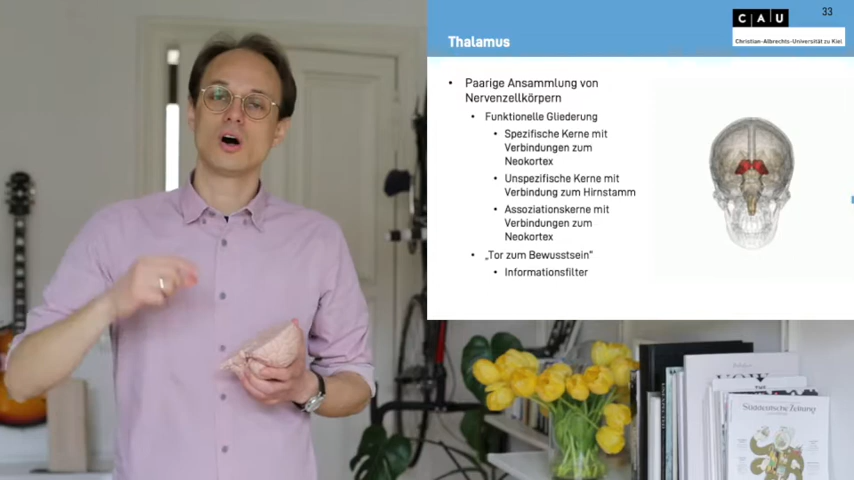 33
C A U
Christian-Albrechts-Universität zu Kiel
Thalamus
• Paarige Ansammlung von
Nervenzellkörpern
• Funktionelle Gliederung
• Spezifische Kerne mit
Verbindungen zum
Neokortex
• Unspezifische Kerne mit
Verbindung zum Hirnstamm
• Assoziationskerne mit
Verbindungen zum
Neokortex
• „Tor zum Bewusstsein“
• Informationsfilter
Süddeutsche Zeitung